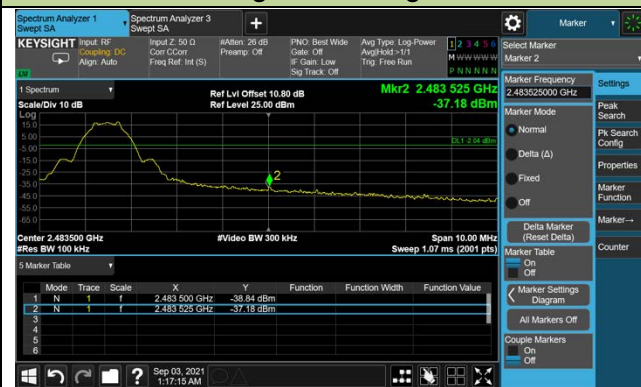 Spectrum Analyzer 1
Swept SA
Spectrum Analyzer 3
Swept SA
+
Marker
KEYSIGHT
Input: RF
Coupling: DC
Align: Auto
Input Z: 50 Ω
Corr CCorr
Freq Ref: Int (S)
#Atten: 26 dB
Preamp: Off
PNO: Best Wide
Gate: Off
IF Gain: Low
Sig Track: Off
Avg Type: Log-Power
Avg|Hold:>1/1
Trig: Free Run
1 2 3 4 5 6
M W W W W W
P N N N N N
LW
Select Marker
Marker 2
1 Spectrum
Scale/Div 10 dB
Ref Lvl Offset 10.80 dB
Ref Level 25.00 dBm
Mkr2 2.483 525 GHz
-37.18 dBm
Log
15.0
5.00
-5.00
-15.0
-25.0
-35.0
-45.0
-55.0
-65.0
DL1 -2.04 dBm
2
Center 2.483500 GHz
#Res BW 100 kHz
#Video BW 300 kHz
Span 10.00 MHz
Sweep 1.07 ms (2001 pts)
5 Marker Table
Mode Trace Scale X Y Function Function Width Function Value
1 N 1 f 2.483 500 GHz -38.84 dBm
2 N 1 f 2.483 525 GHz -37.18 dBm
3
4
5
6
Marker Frequency
2.483525000 GHz
Marker Mode
Normal
Delta (Δ)
Fixed
Off
Delta Marker
(Reset Delta)
Marker Table
On
Off
Marker Settings
Diagram
All Markers Off
Couple Markers
On
Off
Settings
Peak
Search
Pk Search
Config
Properties
Marker
Function
Marker→
Counter
?
Sep 03, 2021
1:17:15 AM